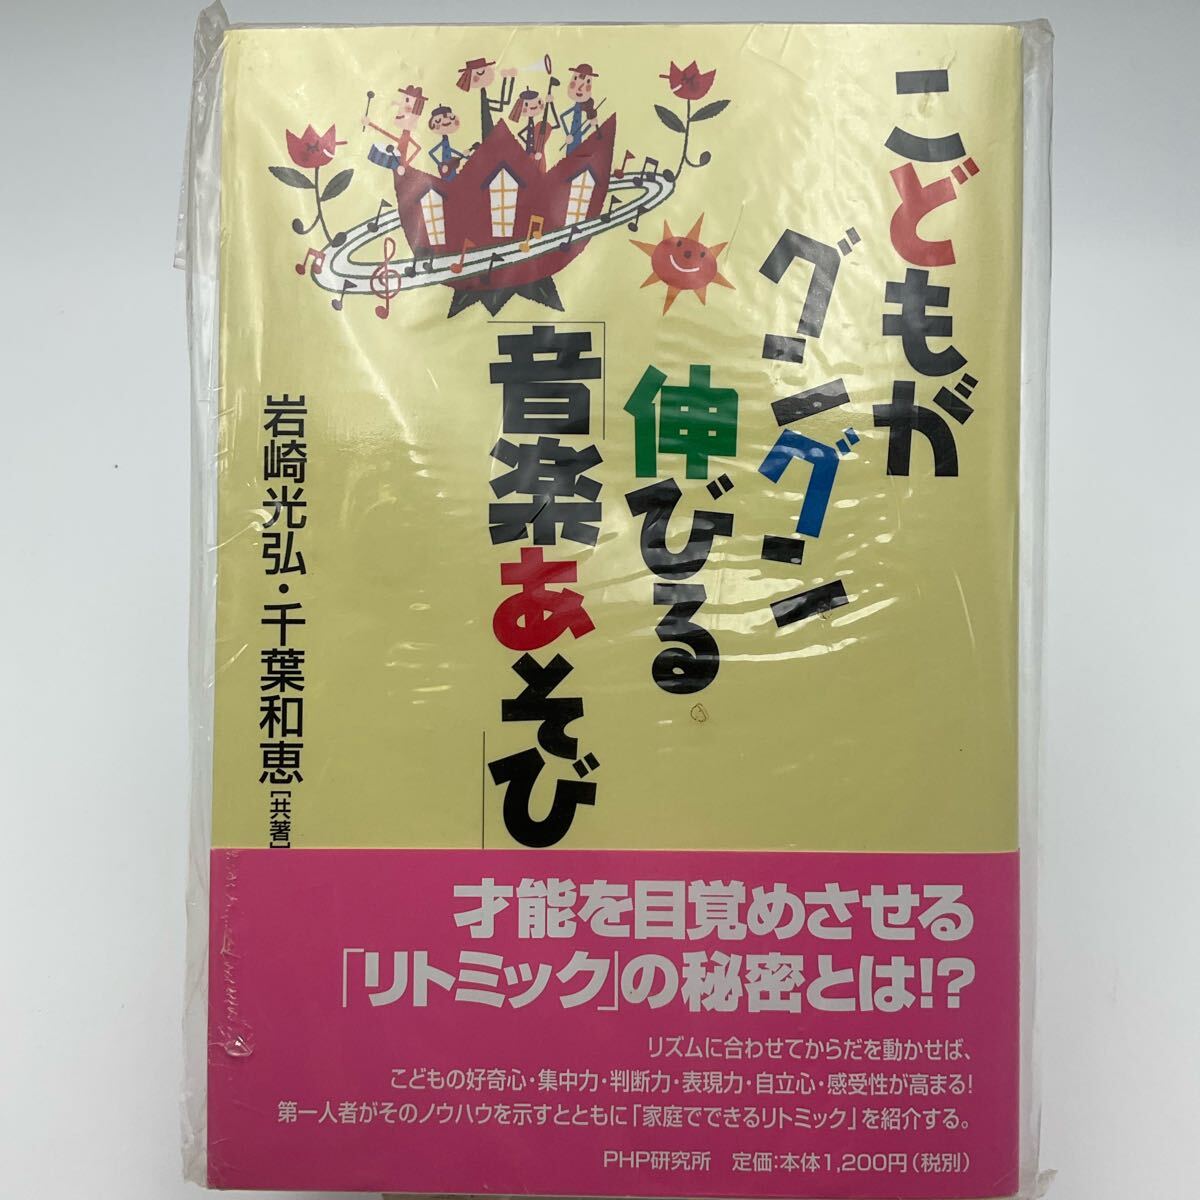 こどもが
グングン
伸びる
「音楽あそび」
岩崎光弘・千葉和恵[共著]
才能を目覚めさせる
「リトミック」の秘密とは!?
リズムに合わせてからだを動かせば、
こどもの好奇心・集中力・判断力・表現力・自立心・感受性が高まる!
第一人者がそのノウハウを示すとともに「家庭でできるリトミック」を紹介する。
PHP研究所 定価:本体1,200円(税別)